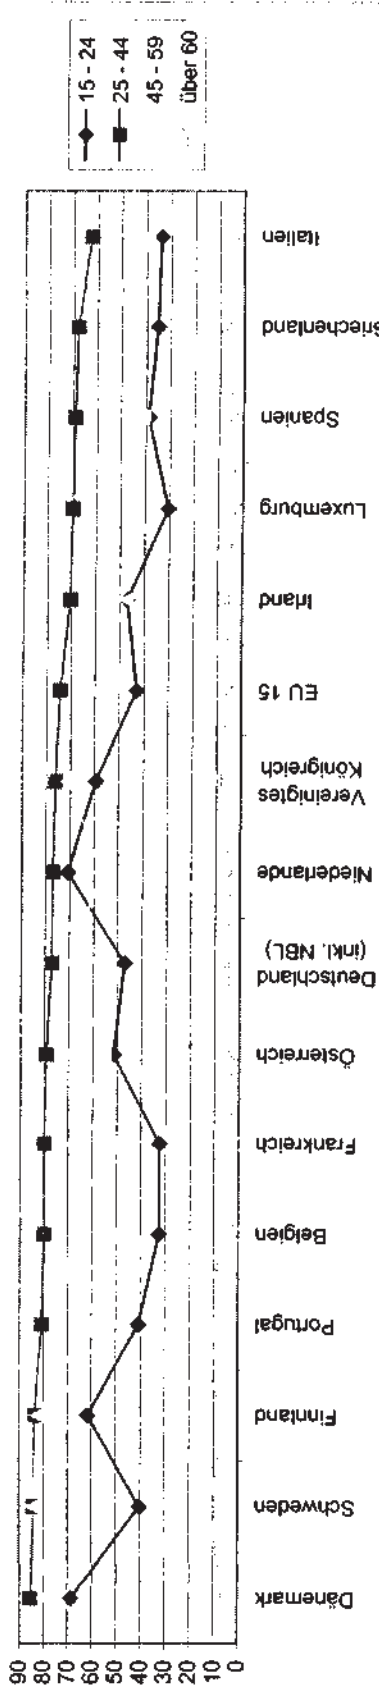 90
80
70
60
50
40
30
20
10
0
Dänemark
Schweden
Finnland
Portugal
Belgien
Frankreich
Österreich
Deutschland
(inkl. NBL)
Niederlande
Vereinigtes
Königreich
EU 15
Irland
Luxemburg
Spanien
Griechenland
Italien
15 - 24
25 - 44
45 - 59
über 60